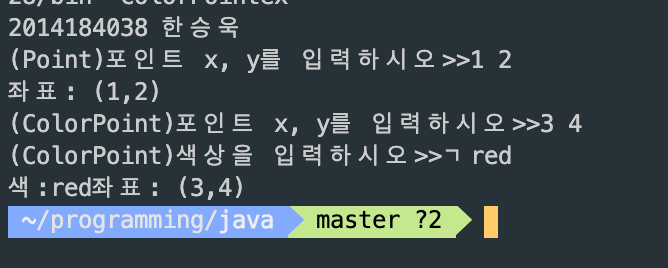 2014184038 한승욱
(Point)포인트 x, y를 입력하시오>>1 2
좌표: (1,2)
(ColorPoint)포인트 x, y를 입력하시오>>3 4
(ColorPoint)색상을 입력하시오>>ㄱ red
색:red좌표: (3,4)
~/programming/java master ?2